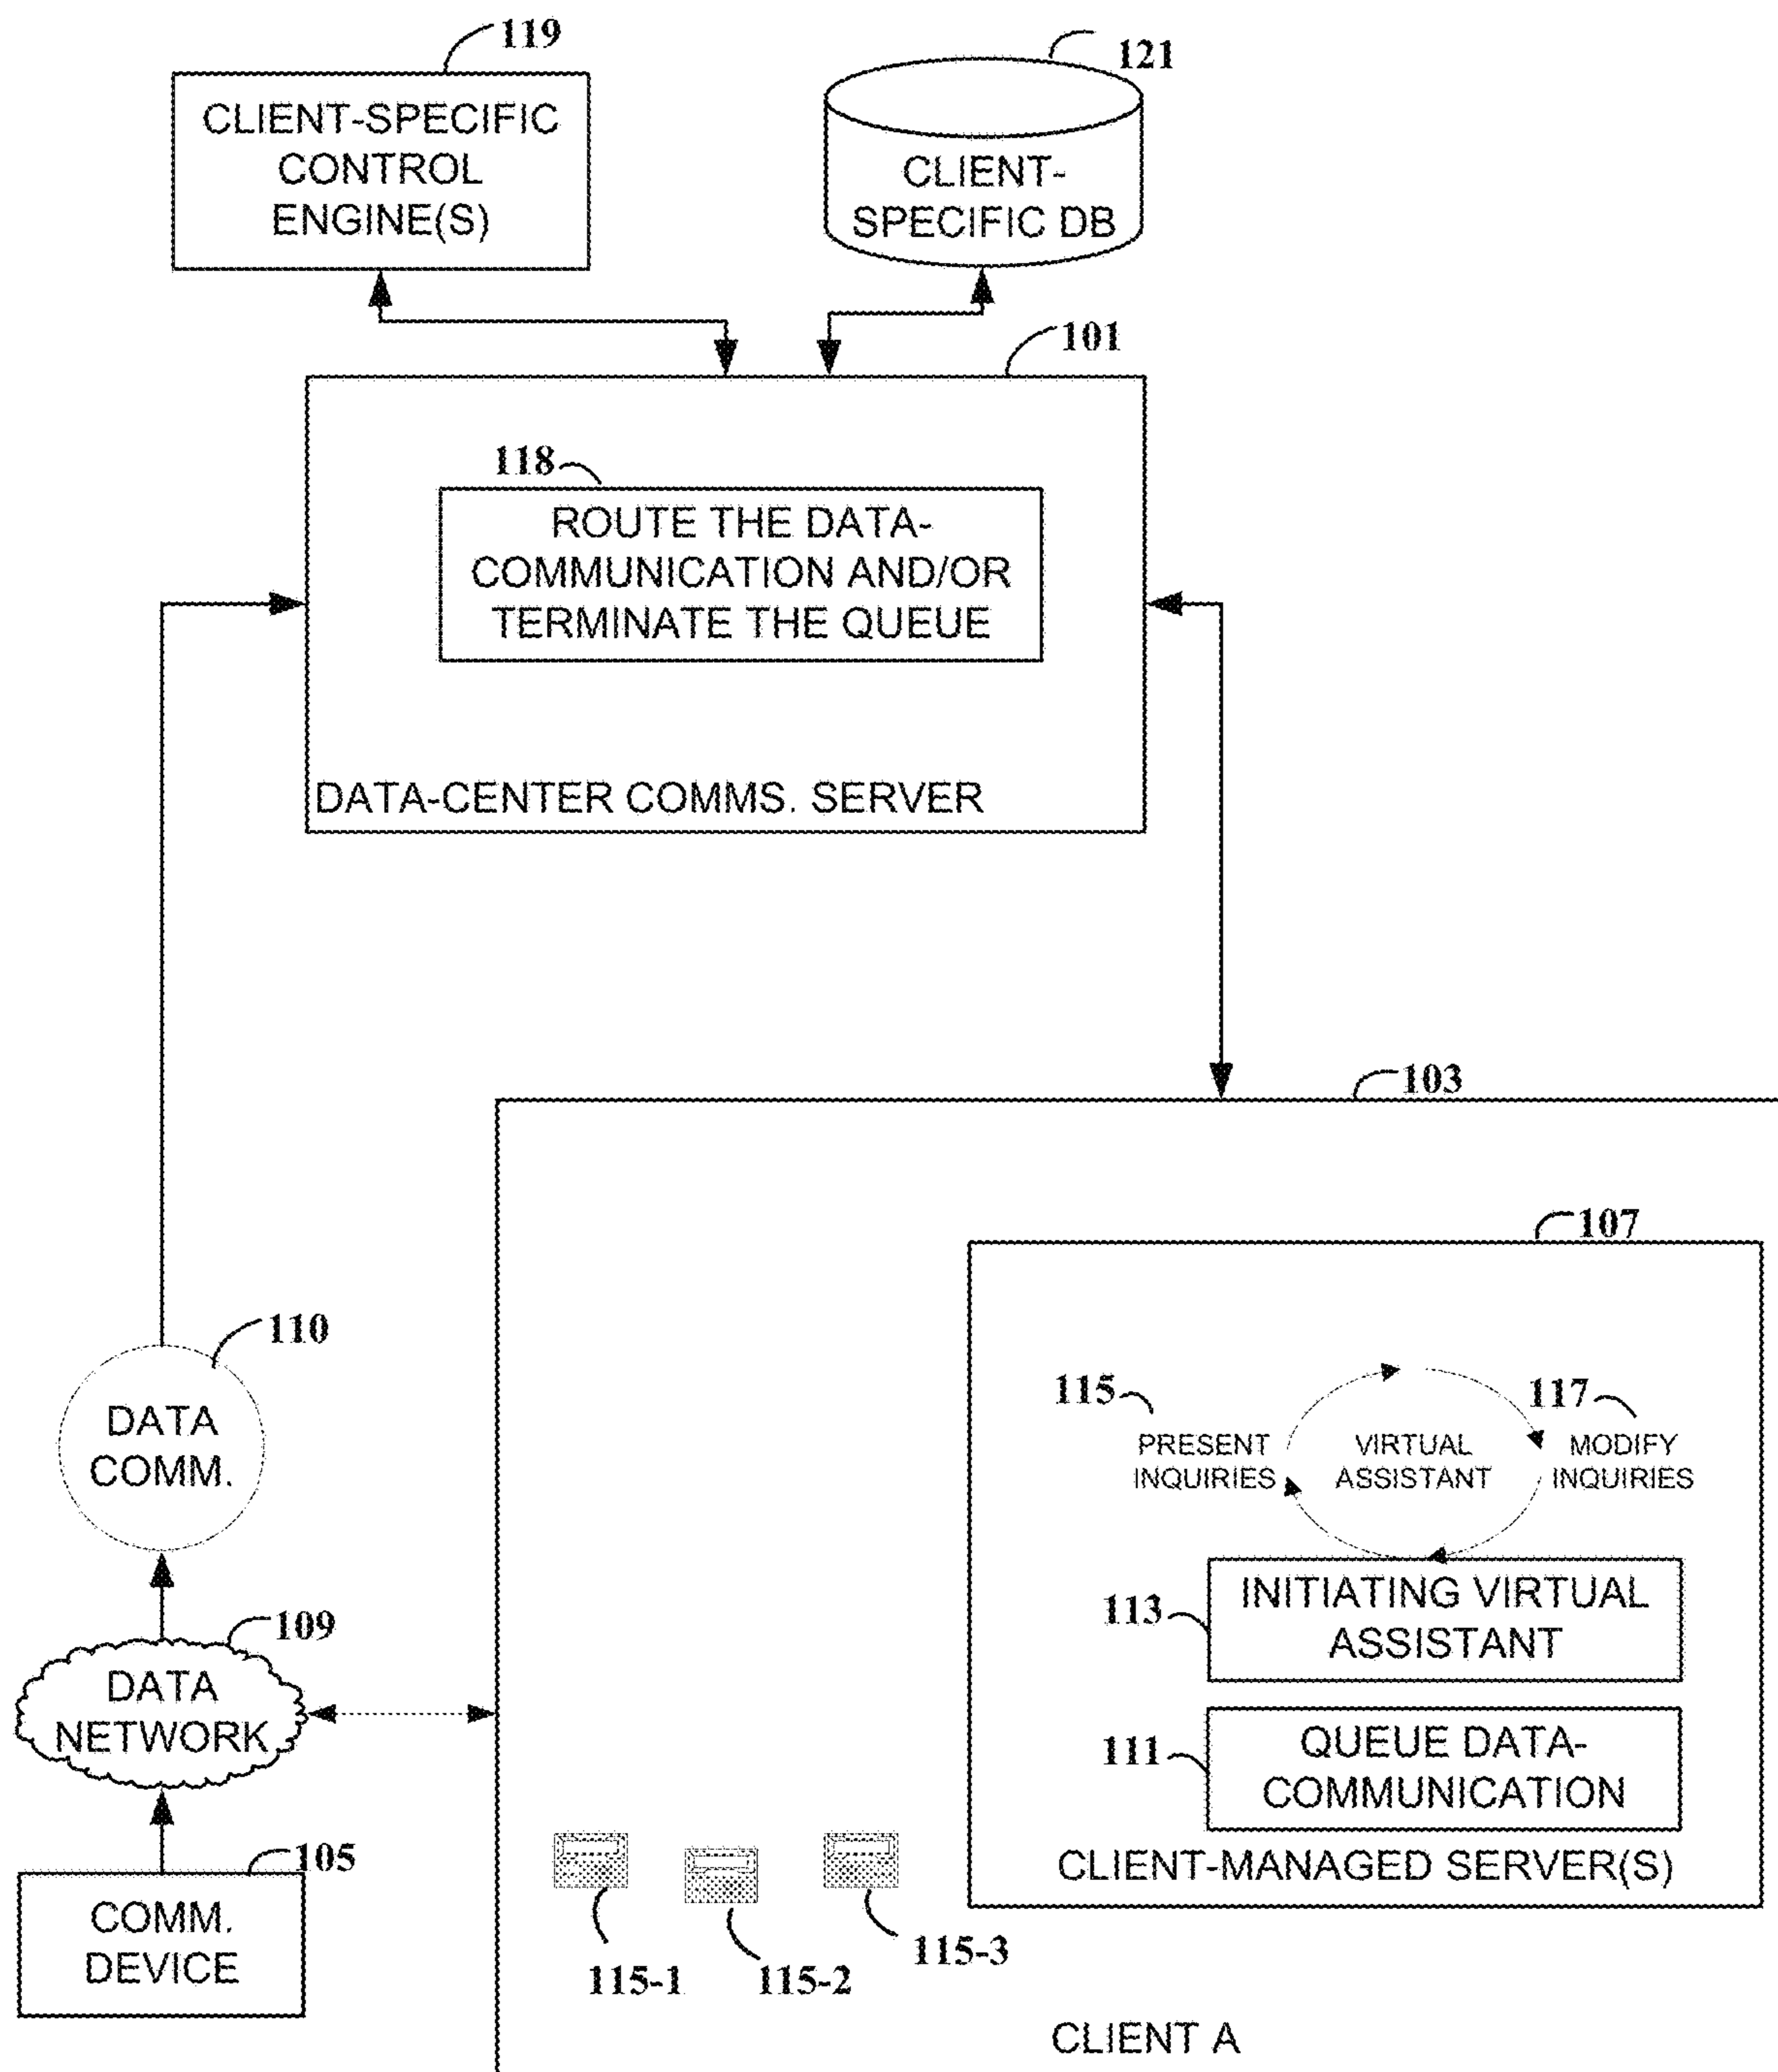 119
CLIENT-SPECIFIC
CONTROL
ENGINE(S)
121
CLIENT-
SPECIFIC DB
101
118
ROUTE THE DATA-
COMMUNICATION AND/OR
TERMINATE THE QUEUE
DATA-CENTER COMMS. SERVER
103
107
110
DATA
COMM.
115
PRESENT
INQUIRIES
VIRTUAL
ASSISTANT
117
MODIFY
INQUIRIES
113
INITIATING VIRTUAL
ASSISTANT
109
DATA
NETWORK
111
QUEUE DATA-
COMMUNICATION
CLIENT-MANAGED SERVER(S)
105
COMM.
DEVICE
115-1
115-2
115-3
CLIENT A